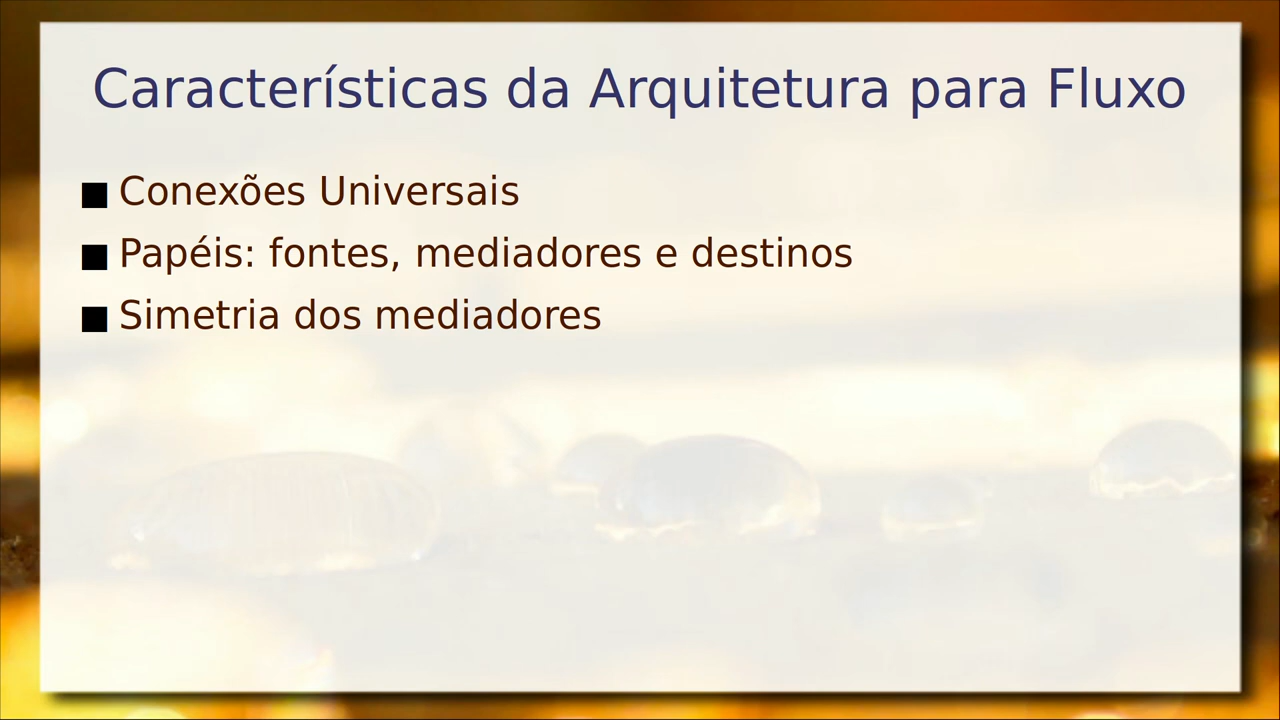 Características da Arquitetura para Fluxo
■ Conexões Universais
■ Papéis: fontes, mediadores e destinos
■ Simetria dos mediadores